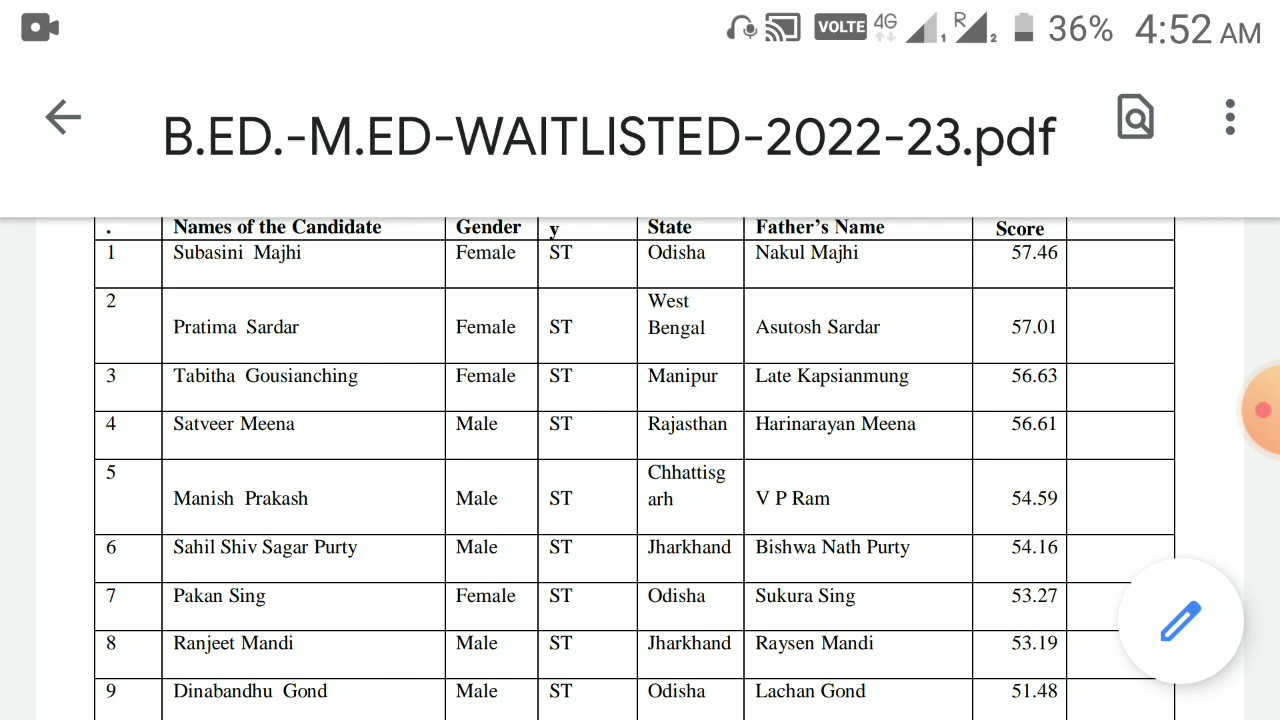 VOLTE 4G 1 R 2 36% 4:52 AM
B.ED.-M.ED-WAITLISTED-2022-23.pdf
. Names of the Candidate Gender y State Father's Name Score
1 Subasini Majhi Female ST Odisha Nakul Majhi 57.46
2 Pratima Sardar Female ST West Bengal Asutosh Sardar 57.01
3 Tabitha Gousianching Female ST Manipur Late Kapsianmung 56.63
4 Satveer Meena Male ST Rajasthan Harinarayan Meena 56.61
5 Manish Prakash Male ST Chhattisg arh V P Ram 54.59
6 Sahil Shiv Sagar Purty Male ST Jharkhand Bishwa Nath Purty 54.16
7 Pakan Sing Female ST Odisha Sukura Sing 53.27
8 Ranjeet Mandi Male ST Jharkhand Raysen Mandi 53.19
9 Dinabandhu Gond Male ST Odisha Lachan Gond 51.48